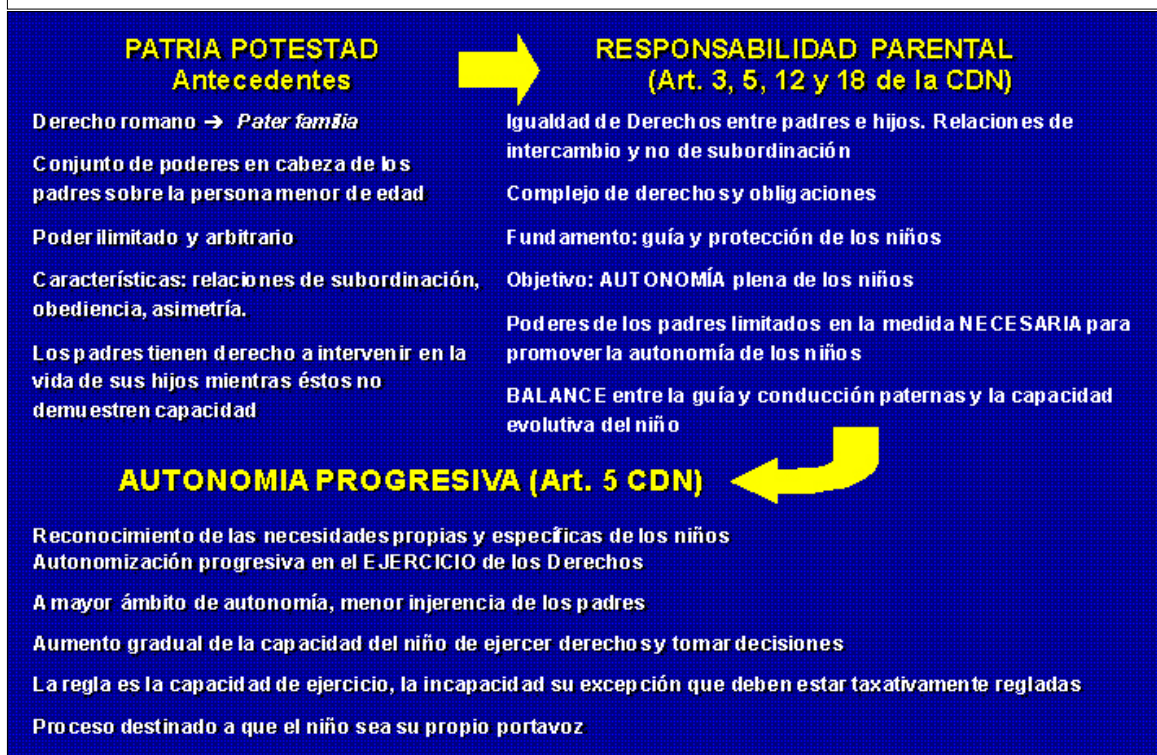 PATRIA POTESTAD
Antecedentes
Derecho romano → Pater familia
Conjunto de poderes en cabeza de los
padres sobre la persona menor de edad
Poder ilimitado y arbitrario
Características: relaciones de subordinación,
obediencia, asimetría.
Los padres tienen derecho a intervenir en la
vida de sus hijos mientras éstos no
demuestren capacidad
RESPONSABILIDAD PARENTAL
(Art. 3, 5, 12 y 18 de la CDN)
Igualdad de Derechos entre padres e hijos. Relaciones de
intercambio y no de subordinación
Complejo de derechos y obligaciones
Fundamento: guía y protección de los niños
Objetivo: AUTONOMÍA plena de los niños
Poderes de los padres limitados en la medida NECESARIA para
promover la autonomía de los niños
BALANCE entre la guía y conducción paternas y la capacidad
evolutiva del niño
AUTONOMIA PROGRESIVA (Art. 5 CDN)
Reconocimiento de las necesidades propias y específicas de los niños
Autonomización progresiva en el EJERCICIO de los Derechos
A mayor ámbito de autonomía, menor injerencia de los padres
Aumento gradual de la capacidad del niño de ejercer derechos y tomar decisiones
La regla es la capacidad de ejercicio, la incapacidad su excepción que deben estar taxativamente regladas
Proceso destinado a que el niño sea su propio portavoz